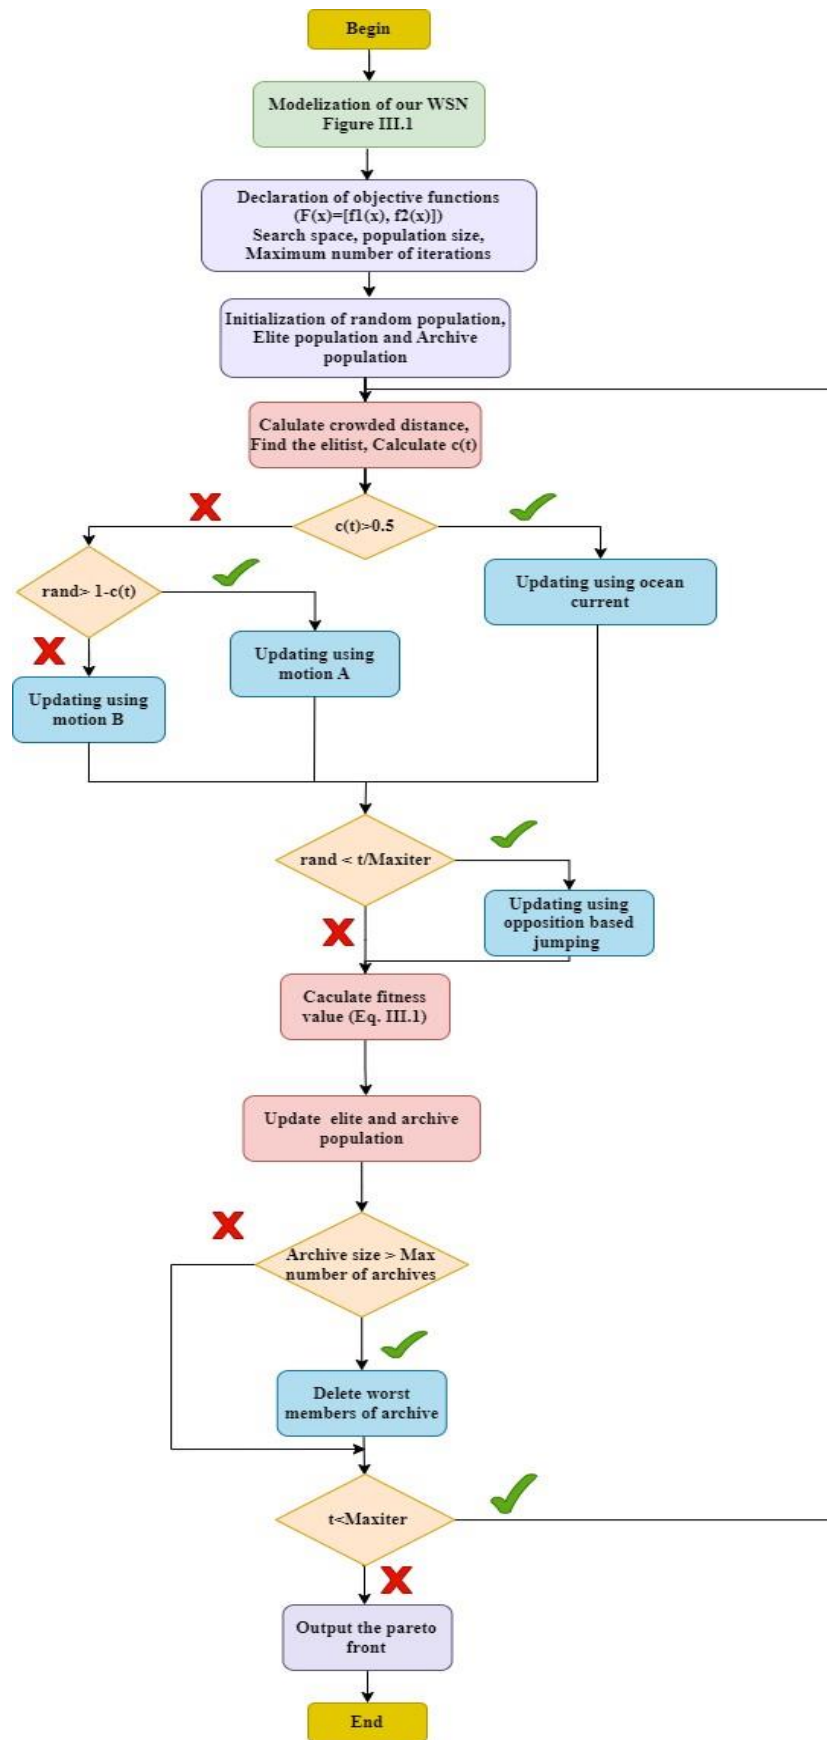 Begin
Modelization of our WSN
Figure III.1
Declaration of objective functions
(F(x)=[f1(x), f2(x)])
Search space, population size,
Maximum number of iterations
Initialization of random population,
Elite population and Archive
population
Calulate crowded distance,
Find the elitist, Calculate c(t)
c(t)>0.5
rand> 1-c(t)
Updating using ocean
current
Updating using
motion A
Updating using
motion B
rand < t/Maxiter
Updating using
opposition based
jumping
Caculate fitness
value (Eq. III.1)
Update elite and archive
population
Archive size > Max
number of archives
Delete worst
members of archive
t<Maxiter
Output the pareto
front
End